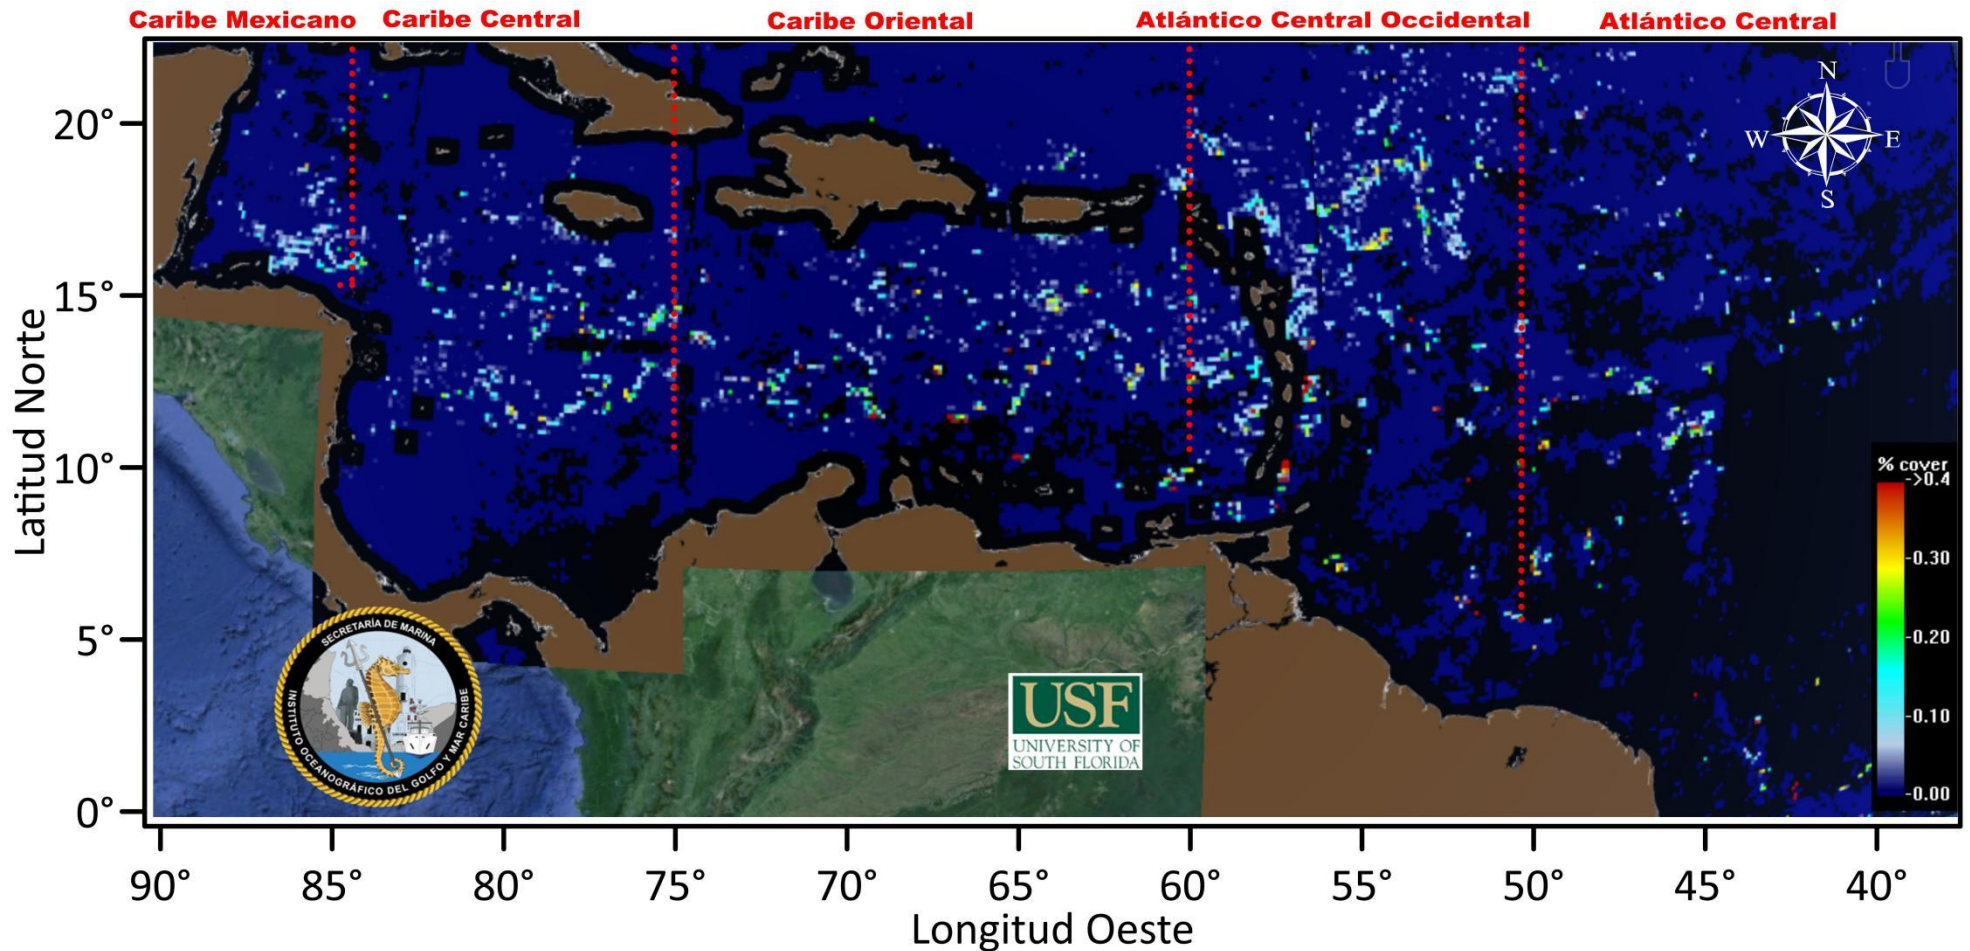 Caribe Mexicano Caribe Central Caribe Oriental Atlántico Central Occidental Atlántico Central
N
W E
S
Latitud Norte
20°
15°
10°
5°
0°
% cover
->0.4
-0.30
-0.20
-0.10
-0.00
SECRETARÍA DE MARINA
INSTITUTO OCEANOGRÁFICO DEL GOLFO Y MAR CARIBE
USF
UNIVERSITY OF
SOUTH FLORIDA
90° 85° 80° 75° 70° 65° 60° 55° 50° 45° 40°
Longitud Oeste